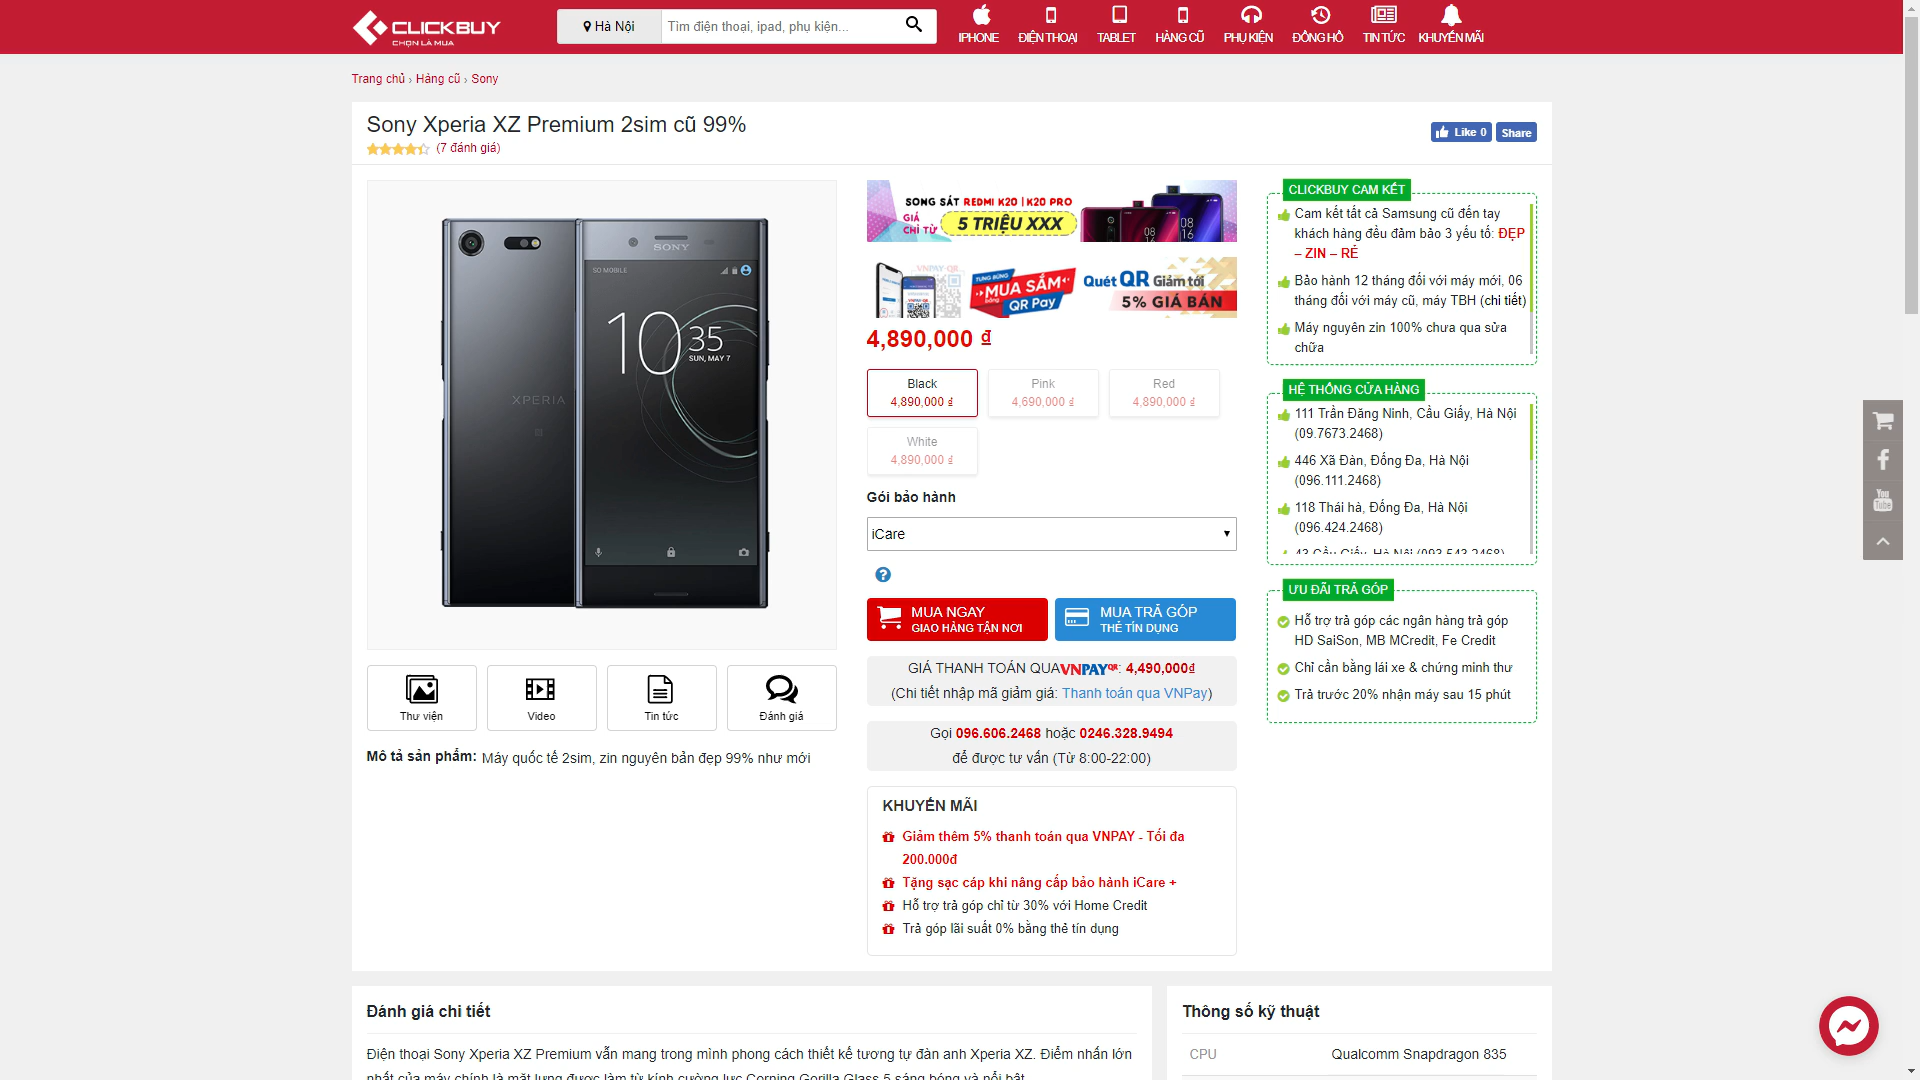 CLICKBUY
CHỌN LÀ MUA
Hà Nội
Tìm điện thoại, ipad, phụ kiện...
IPHONE
ĐIỆN THOẠI
TABLET
HÀNG CŨ
PHỤ KIỆN
ĐỒNG HỒ
TIN TỨC
KHUYẾN MÃI
Trang chủ › Hàng cũ › Sony
Sony Xperia XZ Premium 2sim cũ 99%
(7 đánh giá)
Like 0
Share
SONY
SO MOBILE
10 35
SUN, MAY 7
XPERIA
Thư viện
Video
Tin tức
Đánh giá
Mô tả sản phẩm: Máy quốc tế 2sim, zin nguyên bản đẹp 99% như mới
SONG SÁT REDMI K20 | K20 PRO
GIÁ
CHỈ TỪ
5 TRIỆU XXX
08
16
08
16
VNPAY-QR
TƯNG BỪNG
MUA SẮM
bằng
QR Pay
Quét QR Giảm tới
5% GIÁ BÁN
4,890,000 ₫
Black
4,890,000 ₫
Pink
4,690,000 ₫
Red
4,890,000 ₫
White
4,890,000 ₫
Gói bảo hành
iCare
MUA NGAY
GIAO HÀNG TẬN NƠI
MUA TRẢ GÓP
THẺ TÍN DỤNG
GIÁ THANH TOÁN QUA VNPAY QR: 4,490,000₫
(Chi tiết nhập mã giảm giá: Thanh toán qua VNPay)
Gọi 096.606.2468 hoặc 0246.328.9494
để được tư vấn (Từ 8:00-22:00)
KHUYẾN MÃI
Giảm thêm 5% thanh toán qua VNPAY - Tối đa
200.000đ
Tặng sạc cáp khi nâng cấp bảo hành iCare +
Hỗ trợ trả góp chỉ từ 30% với Home Credit
Trả góp lãi suất 0% bằng thẻ tín dụng
CLICKBUY CAM KẾT
Cam kết tất cả Samsung cũ đến tay
khách hàng đều đảm bảo 3 yếu tố: ĐẸP
– ZIN – RẺ
Bảo hành 12 tháng đối với máy mới, 06
tháng đối với máy cũ, máy TBH (chi tiết)
Máy nguyên zin 100% chưa qua sửa
chữa
HỆ THỐNG CỬA HÀNG
111 Trần Đăng Ninh, Cầu Giấy, Hà Nội
(09.7673.2468)
446 Xã Đàn, Đống Đa, Hà Nội
(096.111.2468)
118 Thái hà, Đống Đa, Hà Nội
(096.424.2468)
43 Cầu Giấy, Hà Nội (093.543.2468)
ƯU ĐÃI TRẢ GÓP
Hỗ trợ trả góp các ngân hàng trả góp
HD SaiSon, MB MCredit, Fe Credit
Chỉ cần bằng lái xe & chứng minh thư
Trả trước 20% nhận máy sau 15 phút
You
Tube
Đánh giá chi tiết
Điện thoại Sony Xperia XZ Premium vẫn mang trong mình phong cách thiết kế tương tự đàn anh Xperia XZ. Điểm nhấn lớn
nhất của máy chính là mặt lưng được làm từ kính cường lực Corning Gorilla Glass 5 sáng bóng và nổi bật.
Thông số kỹ thuật
CPU
Qualcomm Snapdragon 835